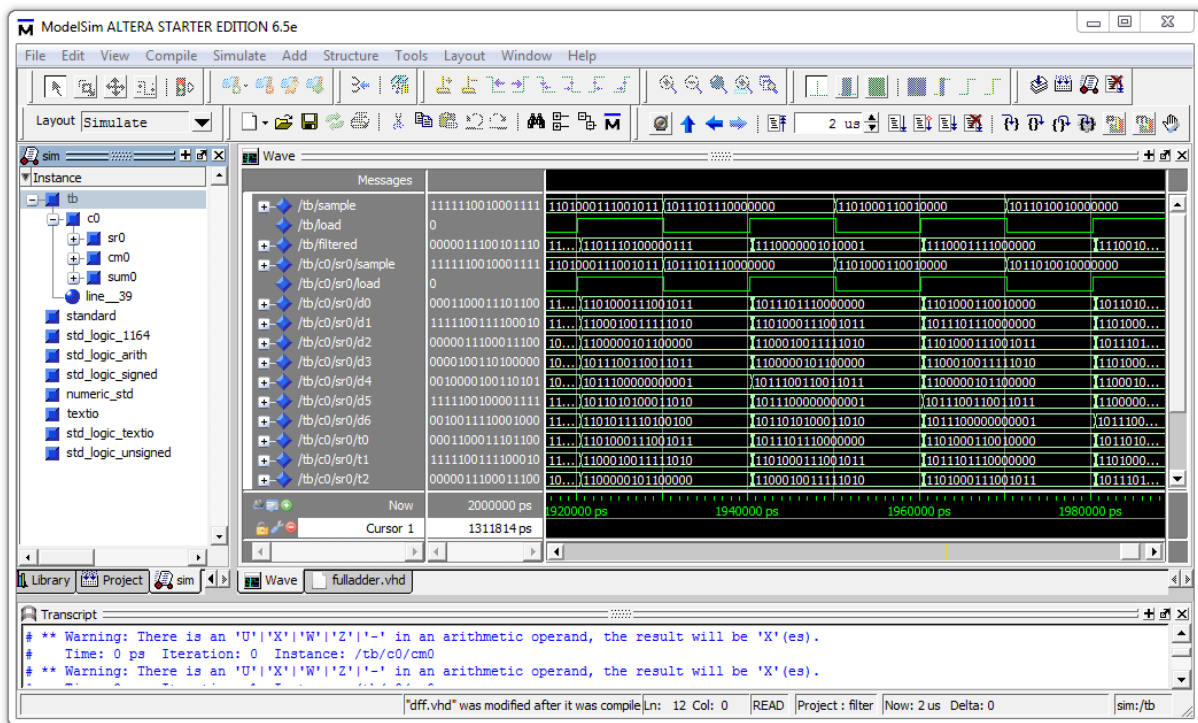 ModelSim ALTERA STARTER EDITION 6.5e
File Edit View Compile Simulate Add Structure Tools Layout Window Help
Layout Simulate
2 us
sim
Instance
tb
c0
sr0
cm0
sum0
line__39
standard
std_logic_1164
std_logic_arith
std_logic_signed
numeric_std
textio
std_logic_textio
std_logic_unsigned
Library Project sim
Wave
Messages
/tb/sample 1111110010001111 1101000111001011 1011101110000000 1101000110010000 1011010010000000
/tb/load 0
/tb/filtered 0000011100101110 11... 1101110100000111 1110000001010001 1110001111000000 1110010...
/tb/c0/sr0/sample 1111110010001111 1101000111001011 1011101110000000 1101000110010000 1011010010000000
/tb/c0/sr0/load 0
/tb/c0/sr0/d0 0001100011101100 11... 1101000111001011 1011101110000000 1101000110010000 1011010...
/tb/c0/sr0/d1 1111100111100010 11... 1100010011111010 1101000111001011 1011101110000000 1101000...
/tb/c0/sr0/d2 0000011100011100 10... 1100000101100000 1100010011111010 1101000111001011 1011101...
/tb/c0/sr0/d3 0000100110100000 10... 1011100110011011 1100000101100000 1100010011111010 1101000...
/tb/c0/sr0/d4 0010000100110101 10... 1011100000000001 1011100110011011 1100000101100000 1100010...
/tb/c0/sr0/d5 1111100100001111 11... 1011010100011010 1011100000000001 1011100110011011 1100000...
/tb/c0/sr0/d6 0010011110001000 11... 1101011110100100 1011010100011010 1011100000000001 1011100...
/tb/c0/sr0/t0 0001100011101100 11... 1101000111001011 1011101110000000 1101000110010000 1011010...
/tb/c0/sr0/t1 1111100111100010 11... 1100010011111010 1101000111001011 1011101110000000 1101000...
/tb/c0/sr0/t2 0000011100011100 10... 1100000101100000 1100010011111010 1101000111001011 1011101...
Now 2000000 ps 1920000 ps 1940000 ps 1960000 ps 1980000 ps
Cursor 1 1311814 ps
Wave fulladder.vhd
Transcript
# ** Warning: There is an 'U'|'X'|'W'|'Z'|'-' in an arithmetic operand, the result will be 'X'(es).
# Time: 0 ps Iteration: 0 Instance: /tb/c0/cm0
# ** Warning: There is an 'U'|'X'|'W'|'Z'|'-' in an arithmetic operand, the result will be 'X'(es).
"dff.vhd" was modified after it was compile Ln: 12 Col: 0 READ Project : filter Now: 2 us Delta: 0 sim:/tb